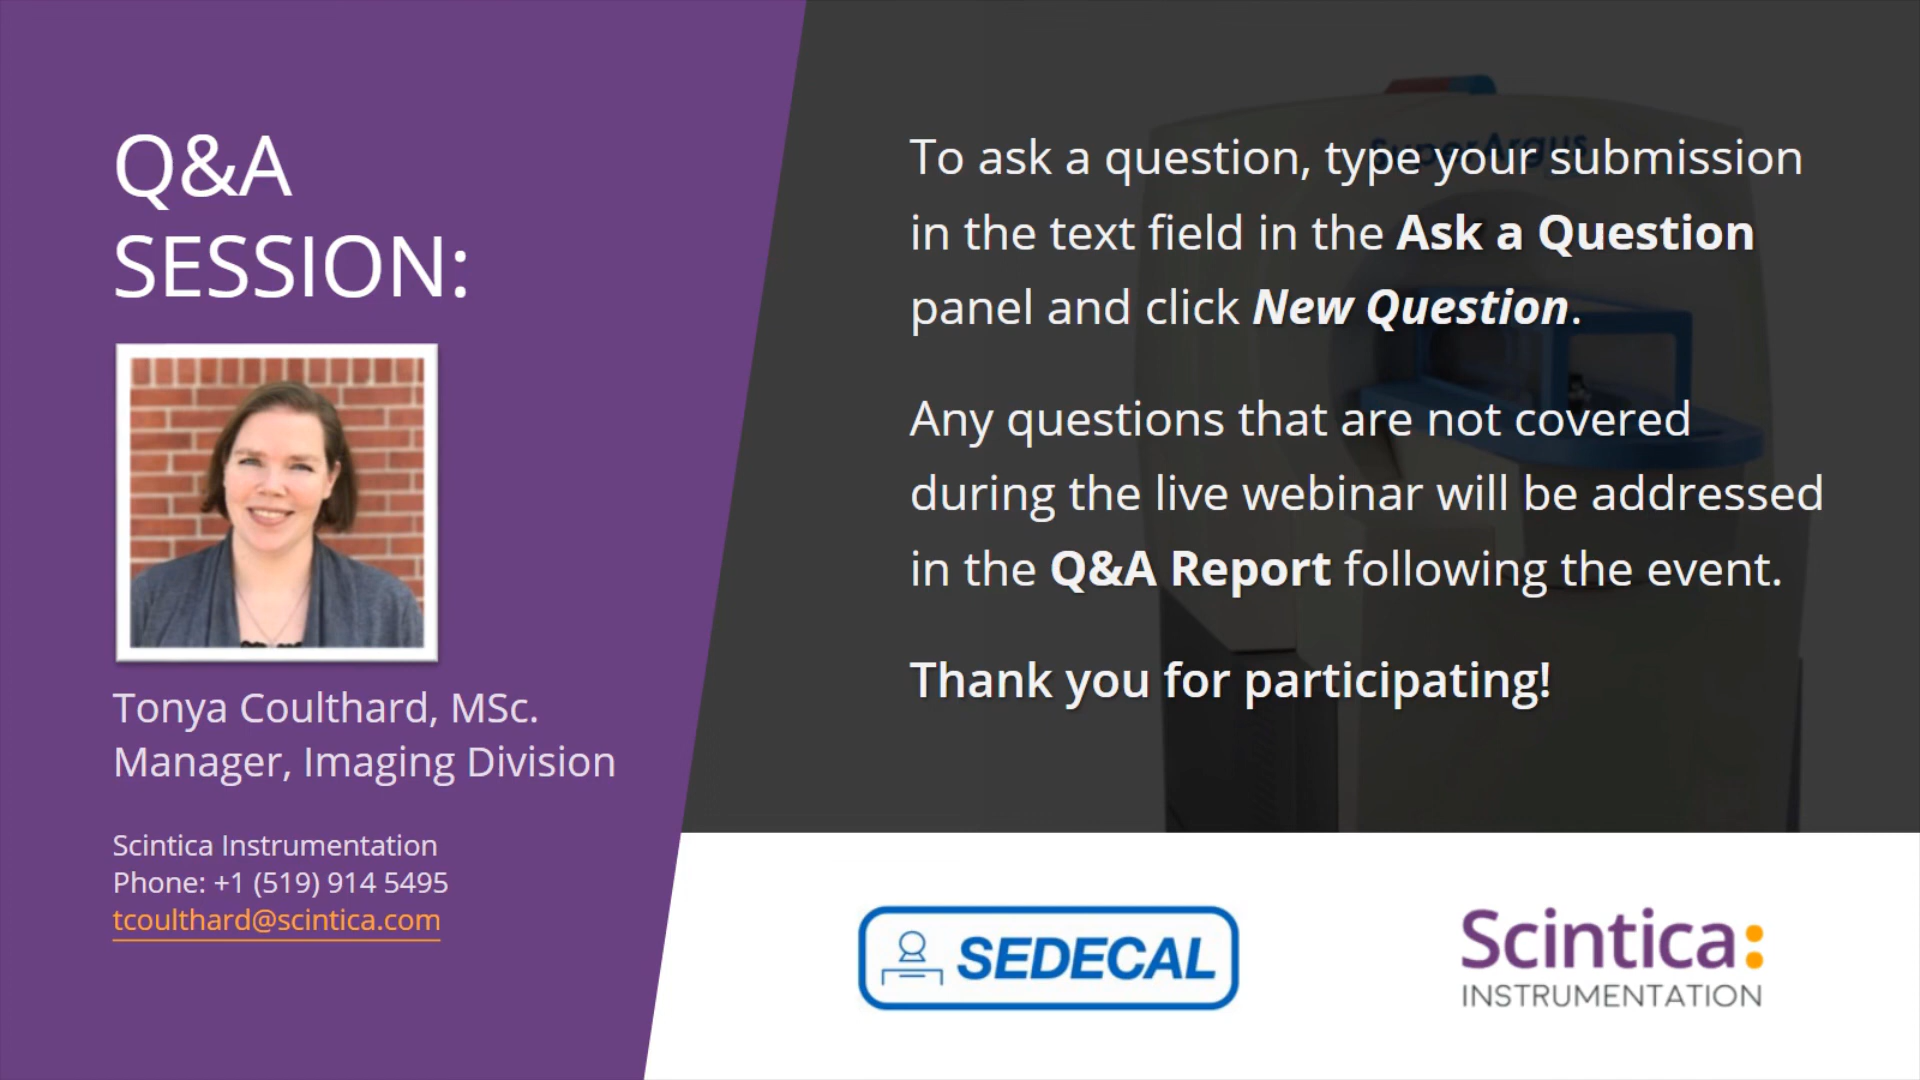 Q&A
SESSION:
Tonya Coulthard, MSc.
Manager, Imaging Division
Scintica Instrumentation
Phone: +1 (519) 914 5495
tcoulthard@scintica.com
SuperArgus
To ask a question, type your submission
in the text field in the Ask a Question
panel and click New Question.
Any questions that are not covered
during the live webinar will be addressed
in the Q&A Report following the event.
Thank you for participating!
SEDECAL
Scintica:
INSTRUMENTATION